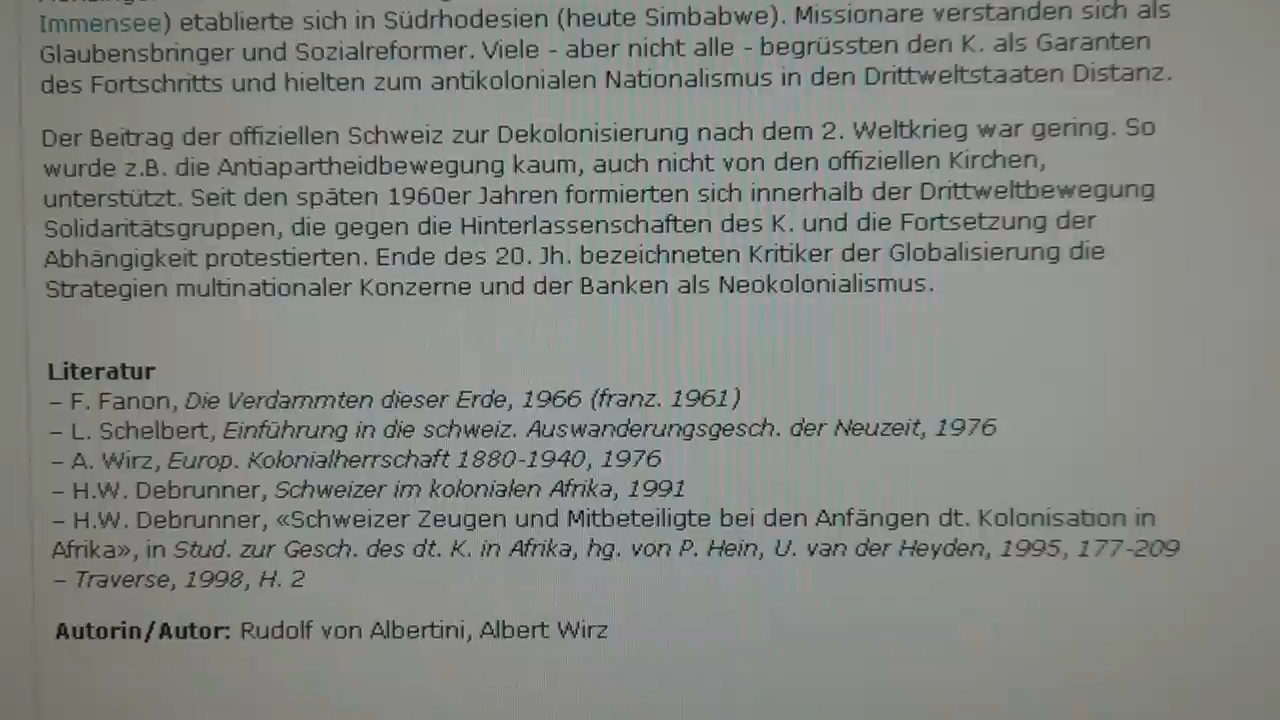 Immensee) etablierte sich in Südrhodesien (heute Simbabwe). Missionare verstanden sich als
Glaubensbringer und Sozialreformer. Viele - aber nicht alle - begrüssten den K. als Garanten
des Fortschritts und hielten zum antikolonialen Nationalismus in den Drittweltstaaten Distanz.
Der Beitrag der offiziellen Schweiz zur Dekolonisierung nach dem 2. Weltkrieg war gering. So
wurde z.B. die Antiapartheidbewegung kaum, auch nicht von den offiziellen Kirchen,
unterstützt. Seit den späten 1960er Jahren formierten sich innerhalb der Drittweltbewegung
Solidaritätsgruppen, die gegen die Hinterlassenschaften des K. und die Fortsetzung der
Abhängigkeit protestierten. Ende des 20. Jh. bezeichneten Kritiker der Globalisierung die
Strategien multinationaler Konzerne und der Banken als Neokolonialismus.
Literatur
– F. Fanon, Die Verdammten dieser Erde, 1966 (franz. 1961)
– L. Schelbert, Einführung in die schweiz. Auswanderungsgesch. der Neuzeit, 1976
– A. Wirz, Europ. Kolonialherrschaft 1880-1940, 1976
– H.W. Debrunner, Schweizer im kolonialen Afrika, 1991
– H.W. Debrunner, «Schweizer Zeugen und Mitbeteiligte bei den Anfängen dt. Kolonisation in
Afrika», in Stud. zur Gesch. des dt. K. in Afrika, hg. von P. Hein, U. van der Heyden, 1995, 177-209
– Traverse, 1998, H. 2
Autorin/Autor: Rudolf von Albertini, Albert Wirz